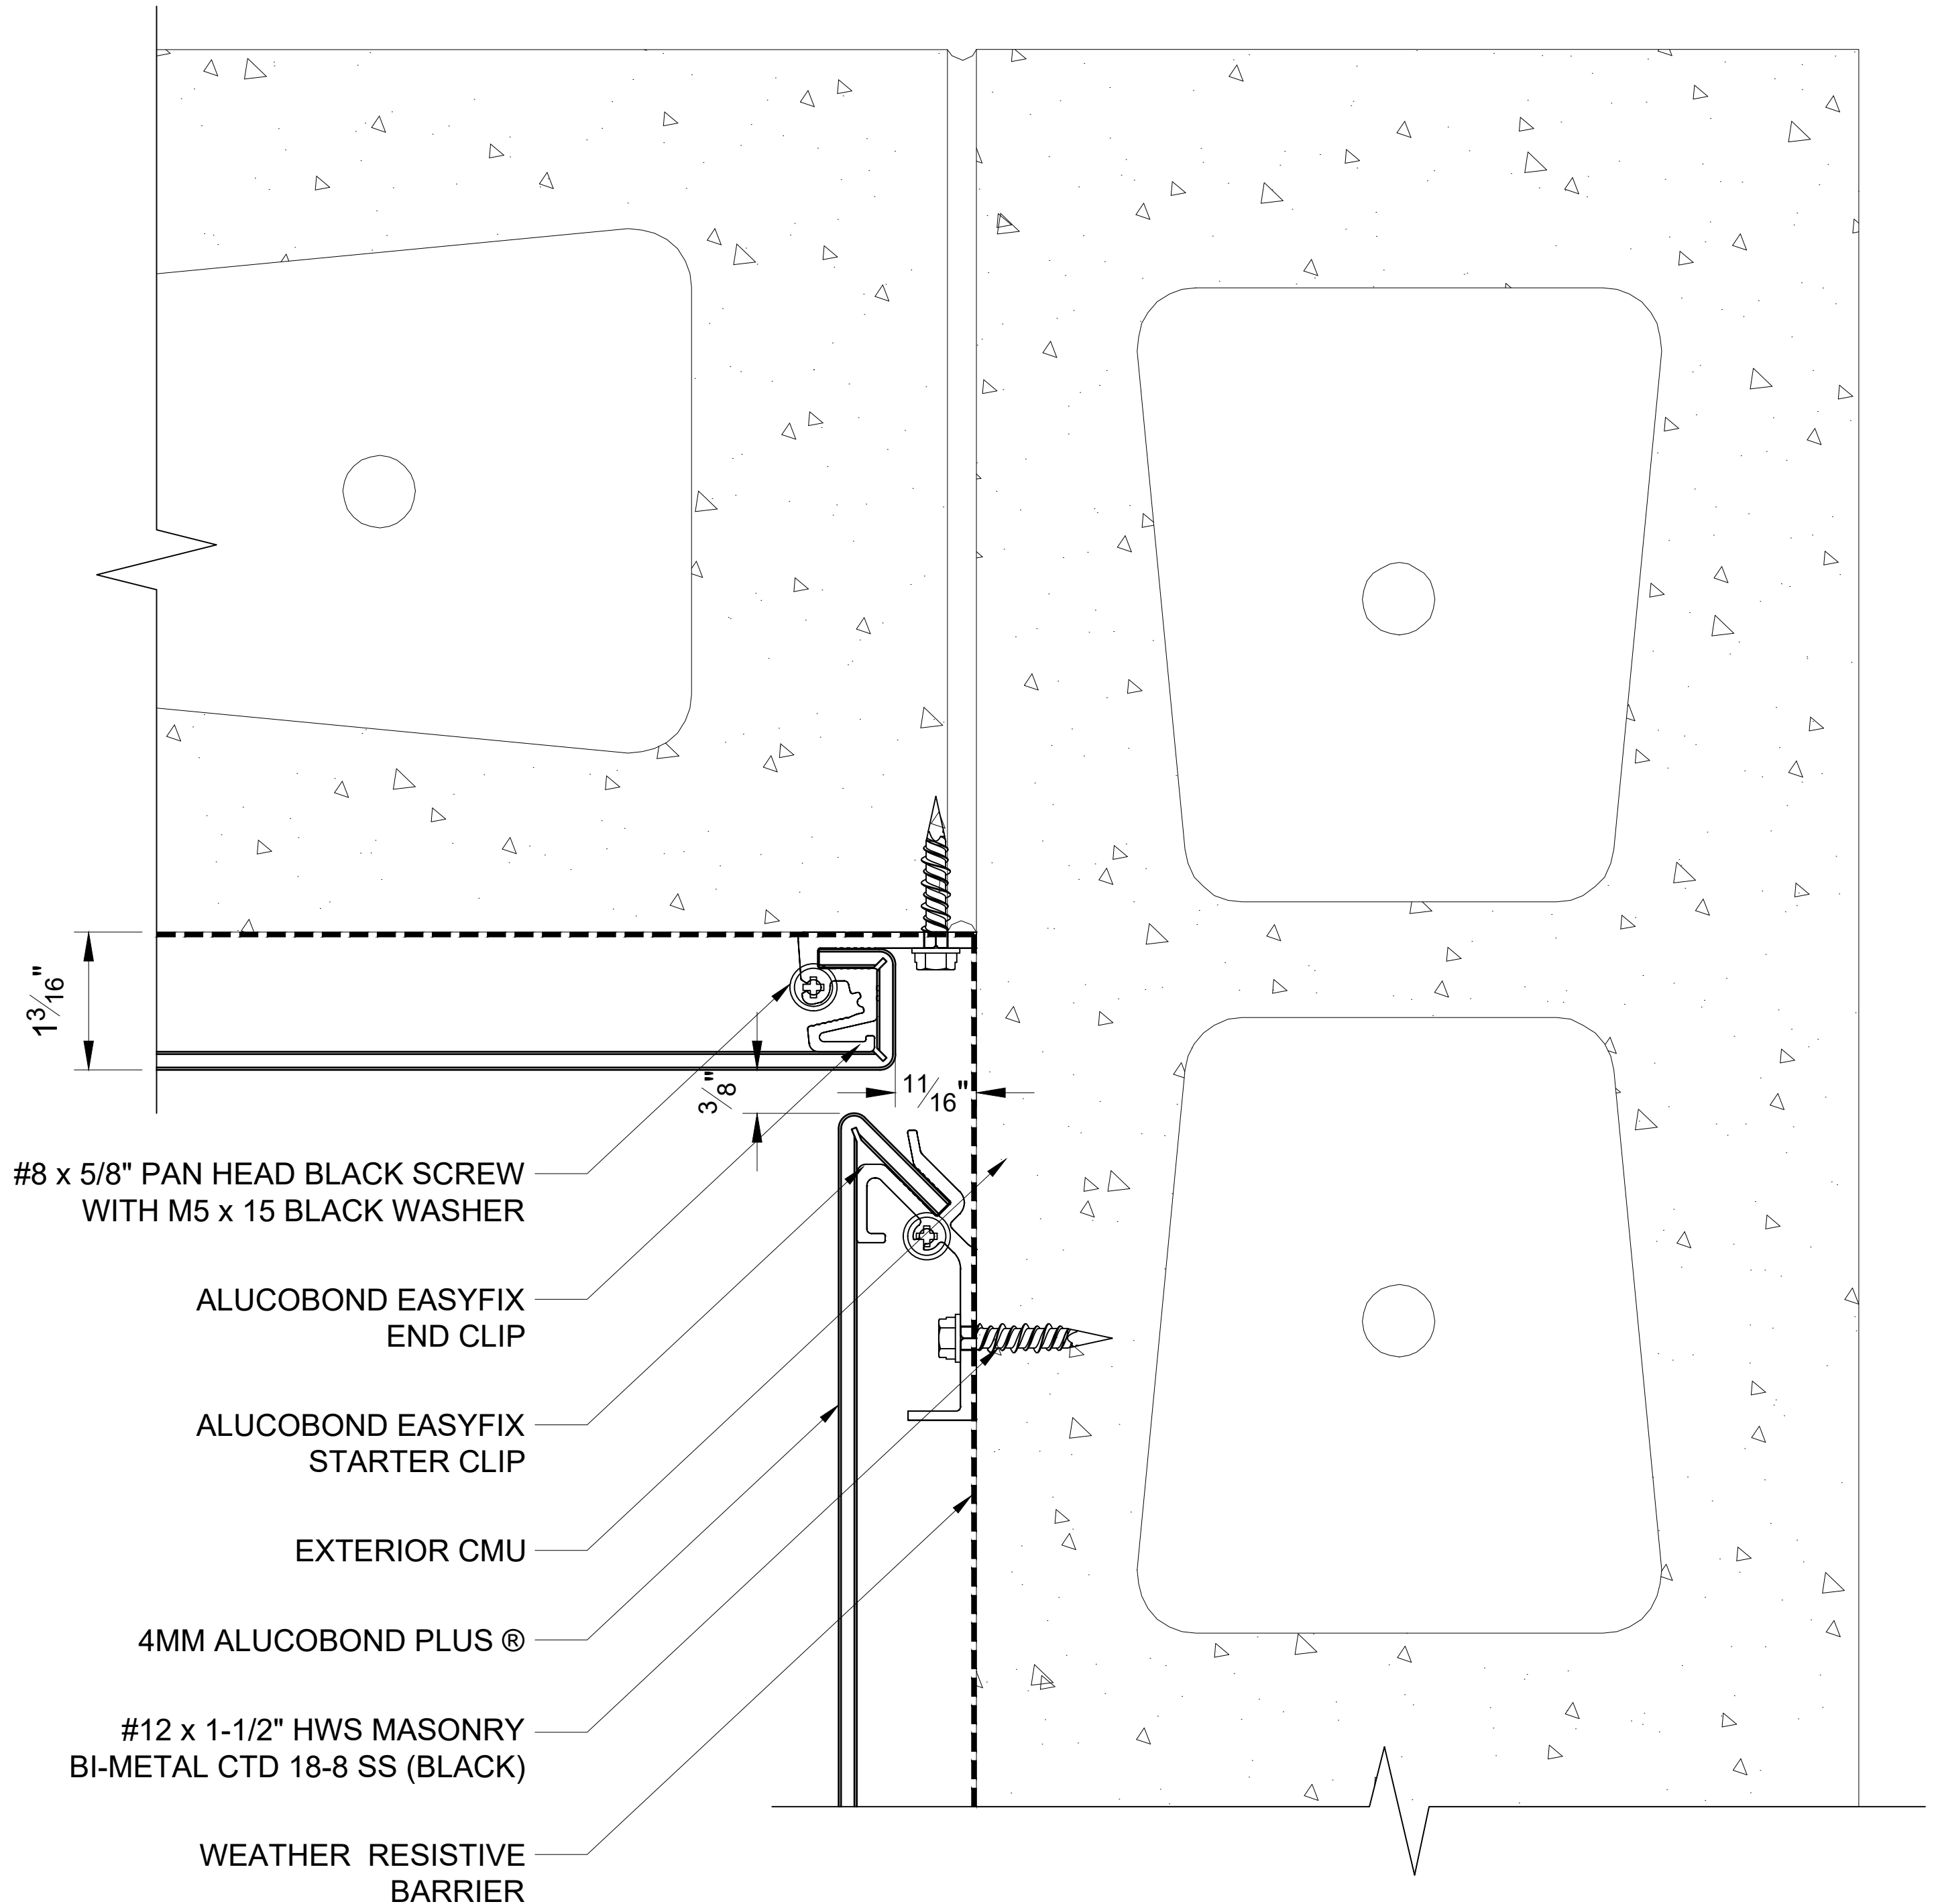 1 3/16"
3/8"
11/16"
#8 x 5/8" PAN HEAD BLACK SCREW
WITH M5 x 15 BLACK WASHER
ALUCOBOND EASYFIX
END CLIP
ALUCOBOND EASYFIX
STARTER CLIP
EXTERIOR CMU
4MM ALUCOBOND PLUS ®
#12 x 1-1/2" HWS MASONRY
BI-METAL CTD 18-8 SS (BLACK)
WEATHER RESISTIVE
BARRIER